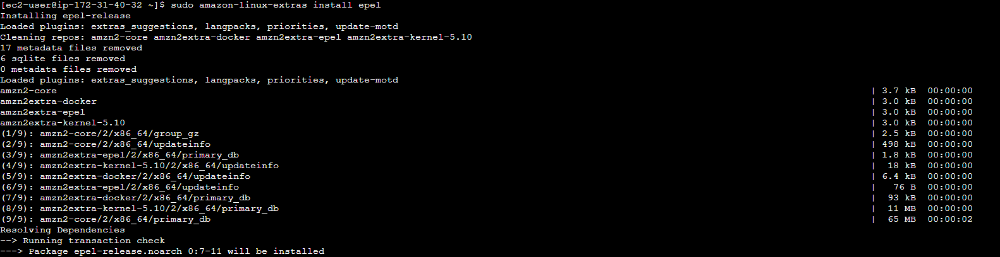 [ec2-user@ip-172-31-40-32 ~]$ sudo amazon-linux-extras install epel
Installing epel-release
Loaded plugins: extras_suggestions, langpacks, priorities, update-motd
Cleaning repos: amzn2-core amzn2extra-docker amzn2extra-epel amzn2extra-kernel-5.10
17 metadata files removed
6 sqlite files removed
0 metadata files removed
Loaded plugins: extras_suggestions, langpacks, priorities, update-motd
amzn2-core | 3.7 kB 00:00:00
amzn2extra-docker | 3.0 kB 00:00:00
amzn2extra-epel | 3.0 kB 00:00:00
amzn2extra-kernel-5.10 | 3.0 kB 00:00:00
(1/9): amzn2-core/2/x86_64/group_gz | 2.5 kB 00:00:00
(2/9): amzn2-core/2/x86_64/updateinfo | 498 kB 00:00:00
(3/9): amzn2extra-epel/2/x86_64/primary_db | 1.8 kB 00:00:00
(4/9): amzn2extra-kernel-5.10/2/x86_64/updateinfo | 18 kB 00:00:00
(5/9): amzn2extra-docker/2/x86_64/updateinfo | 6.4 kB 00:00:00
(6/9): amzn2extra-epel/2/x86_64/updateinfo | 76 B 00:00:00
(7/9): amzn2extra-docker/2/x86_64/primary_db | 93 kB 00:00:00
(8/9): amzn2extra-kernel-5.10/2/x86_64/primary_db | 11 MB 00:00:00
(9/9): amzn2-core/2/x86_64/primary_db | 65 MB 00:00:02
Resolving Dependencies
--> Running transaction check
---> Package epel-release.noarch 0:7-11 will be installed